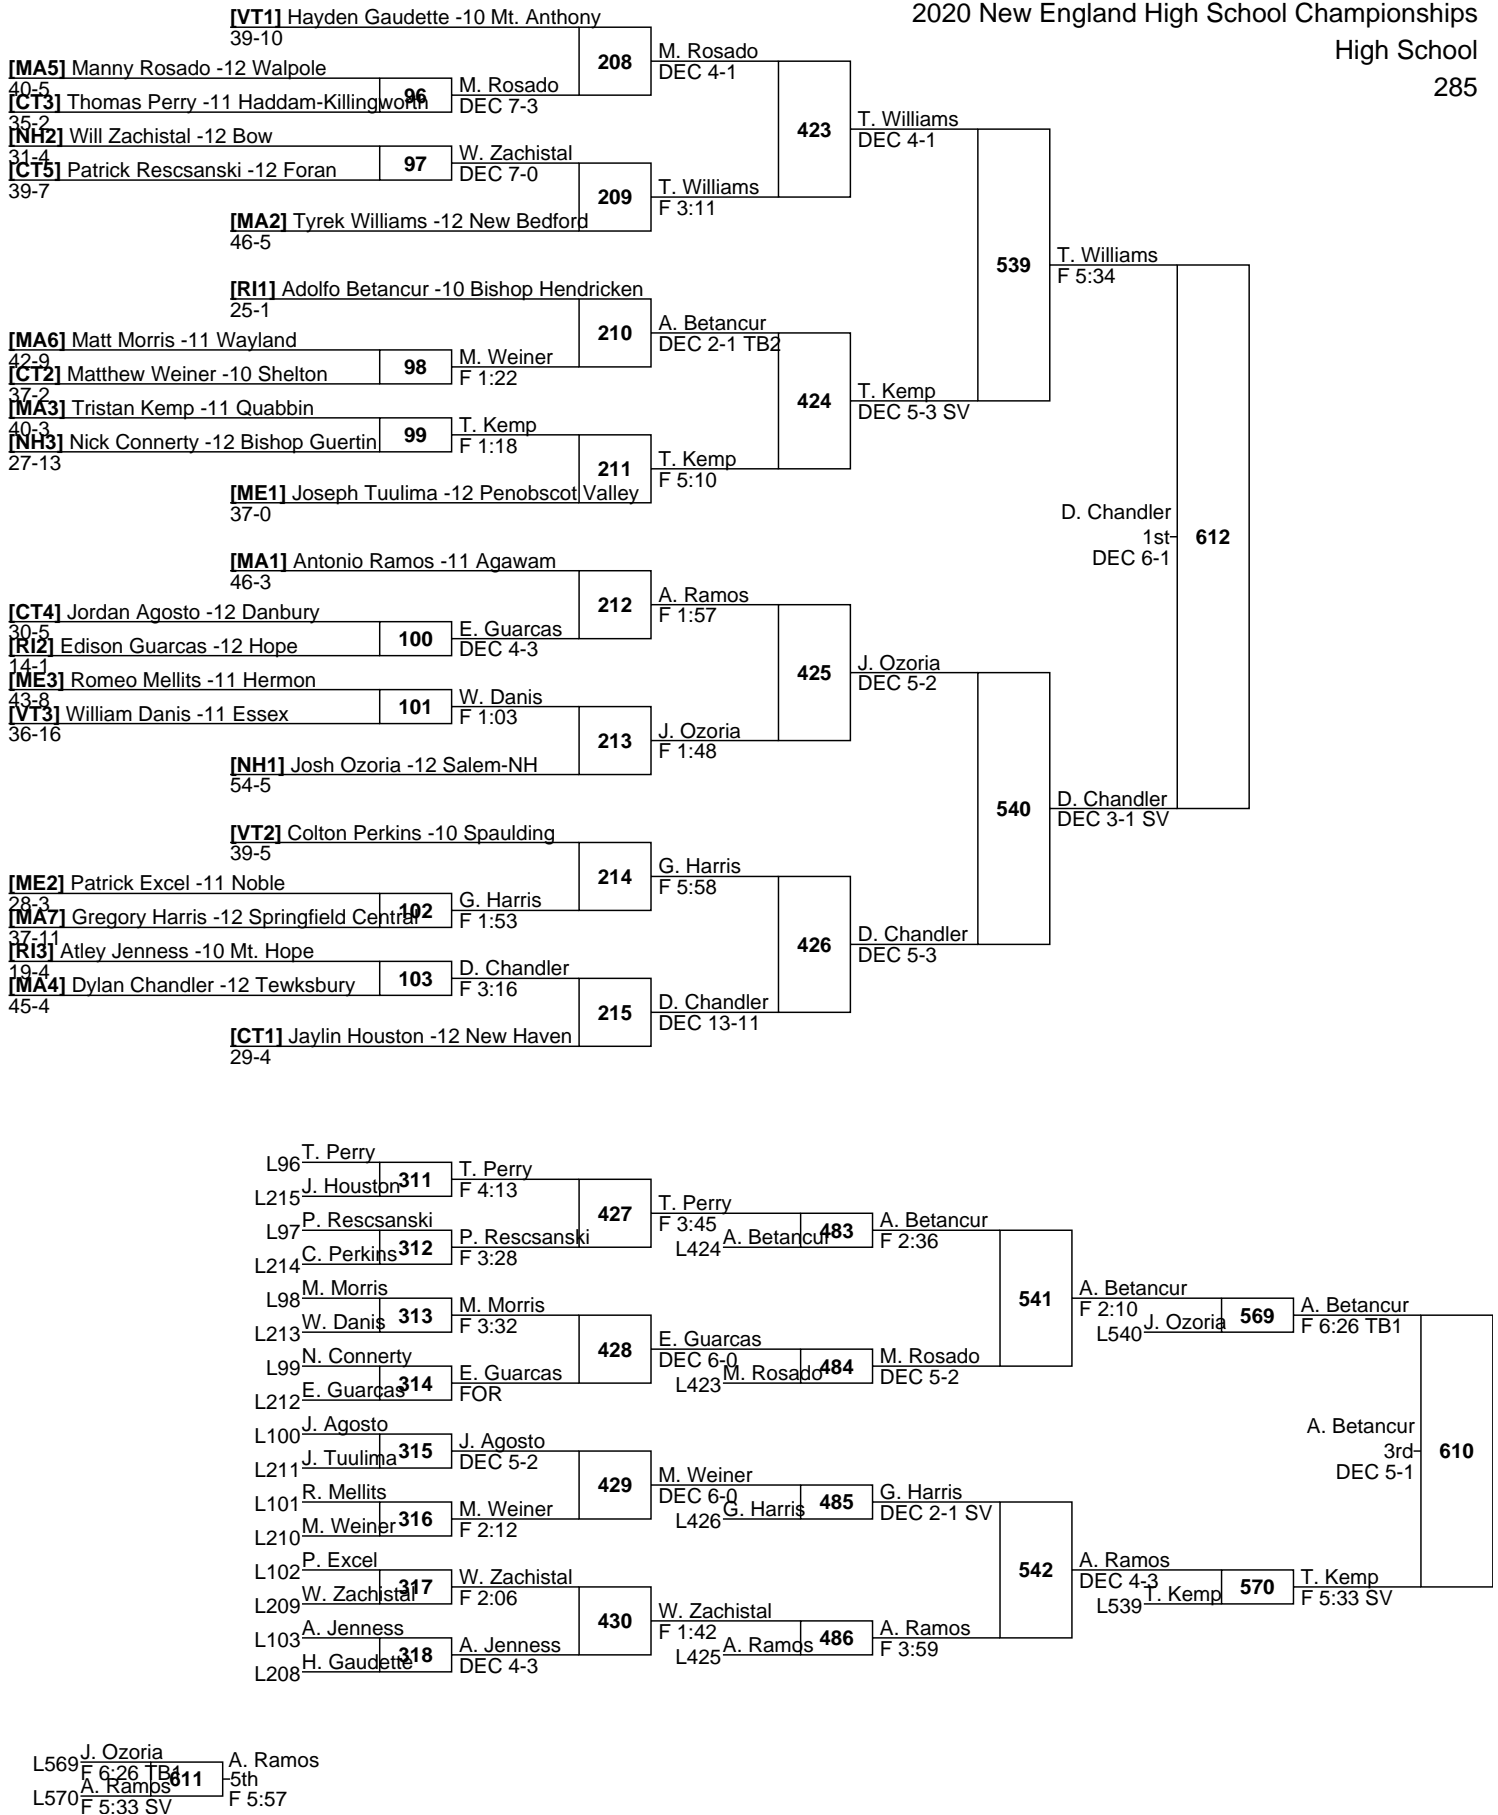 2020 New England High School Championships
High School
285
[VT1] Hayden Gaudette -10 Mt. Anthony
39-10
208
M. Rosado
DEC 4-1
[MA5] Manny Rosado -12 Walpole
40-5
96
M. Rosado
DEC 7-3
[CT3] Thomas Perry -11 Haddam-Killingworth
35-2
423
T. Williams
DEC 4-1
[NH2] Will Zachistal -12 Bow
31-4
97
W. Zachistal
DEC 7-0
[CT5] Patrick Rescsanski -12 Foran
39-7
209
T. Williams
F 3:11
[MA2] Tyrek Williams -12 New Bedford
46-5
539
T. Williams
F 5:34
[RI1] Adolfo Betancur -10 Bishop Hendricken
25-1
210
A. Betancur
DEC 2-1 TB2
[MA6] Matt Morris -11 Wayland
42-9
98
M. Weiner
F 1:22
[CT2] Matthew Weiner -10 Shelton
37-2
424
T. Kemp
DEC 5-3 SV
[MA3] Tristan Kemp -11 Quabbin
40-3
99
T. Kemp
F 1:18
[NH3] Nick Connerty -12 Bishop Guertin
27-13
211
T. Kemp
F 5:10
[ME1] Joseph Tuulima -12 Penobscot Valley
37-0
D. Chandler
1st
DEC 6-1
612
[MA1] Antonio Ramos -11 Agawam
46-3
212
A. Ramos
F 1:57
[CT4] Jordan Agosto -12 Danbury
30-5
100
E. Guarcas
DEC 4-3
[RI2] Edison Guarcas -12 Hope
14-1
425
J. Ozoria
DEC 5-2
[ME3] Romeo Mellits -11 Hermon
43-8
101
W. Danis
F 1:03
[VT3] William Danis -11 Essex
36-16
213
J. Ozoria
F 1:48
[NH1] Josh Ozoria -12 Salem-NH
54-5
540
D. Chandler
DEC 3-1 SV
[VT2] Colton Perkins -10 Spaulding
39-5
214
G. Harris
F 5:58
[ME2] Patrick Excel -11 Noble
28-3
102
G. Harris
F 1:53
[MA7] Gregory Harris -12 Springfield Central
37-11
426
D. Chandler
DEC 5-3
[RI3] Atley Jenness -10 Mt. Hope
19-4
103
D. Chandler
F 3:16
[MA4] Dylan Chandler -12 Tewksbury
45-4
215
D. Chandler
DEC 13-11
[CT1] Jaylin Houston -12 New Haven
29-4
L96 T. Perry
311
T. Perry
F 4:13
L215 J. Houston
427
T. Perry
F 3:45
L97 P. Rescsanski
312
P. Rescsanski
F 3:28
L214 C. Perkins
L424 A. Betancur
483
A. Betancur
F 2:36
L98 M. Morris
313
M. Morris
F 3:32
L213 W. Danis
541
A. Betancur
F 2:10
L540 J. Ozoria
569
A. Betancur
F 6:26 TB1
428
E. Guarcas
DEC 6-0
L99 N. Connerty
314
E. Guarcas
FOR
L212 E. Guarcas
L423 M. Rosado
484
M. Rosado
DEC 5-2
L100 J. Agosto
315
J. Agosto
DEC 5-2
L211 J. Tuulima
A. Betancur
3rd
DEC 5-1
610
429
M. Weiner
DEC 6-0
L101 R. Mellits
316
M. Weiner
F 2:12
L210 M. Weiner
L426 G. Harris
485
G. Harris
DEC 2-1 SV
L102 P. Excel
317
W. Zachistal
F 2:06
L209 W. Zachistal
542
A. Ramos
DEC 4-3
L539 T. Kemp
570
T. Kemp
F 5:33 SV
430
W. Zachistal
F 1:42
L103 A. Jenness
318
A. Jenness
DEC 4-3
L208 H. Gaudette
L425 A. Ramos
486
A. Ramos
F 3:59
L569 J. Ozoria
F 6:26 TB1
611
A. Ramos
5th
F 5:57
L570 A. Ramos
F 5:33 SV